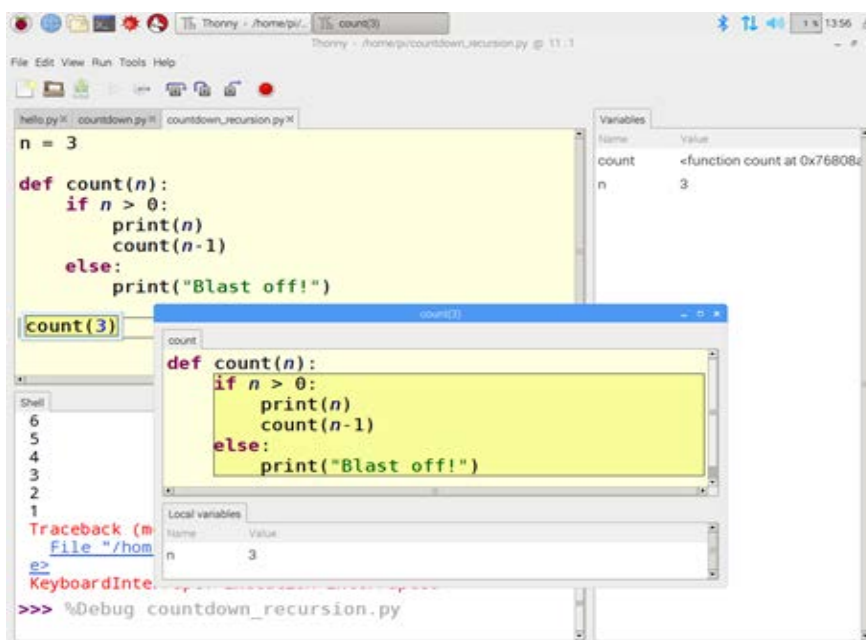 Thonny - /home/pi/...
count(3)
1 %
13:56
Thonny - /home/pi/countdown_recursion.py @ 11 : 1
File Edit View Run Tools Help
hello.py × countdown.py × countdown_recursion.py ×
n = 3
def count(n):
if n > 0:
print(n)
count(n-1)
else:
print("Blast off!")
count(3)
Variables
Name Value
count <function count at 0x76808a
n 3
count(3)
count
def count(n):
if n > 0:
print(n)
count(n-1)
else:
print("Blast off!")
Local variables
Name Value
n 3
Shell
6
5
4
3
2
1
Traceback (m
File "/hom
e>
KeyboardInte
>>> %Debug countdown_recursion.py